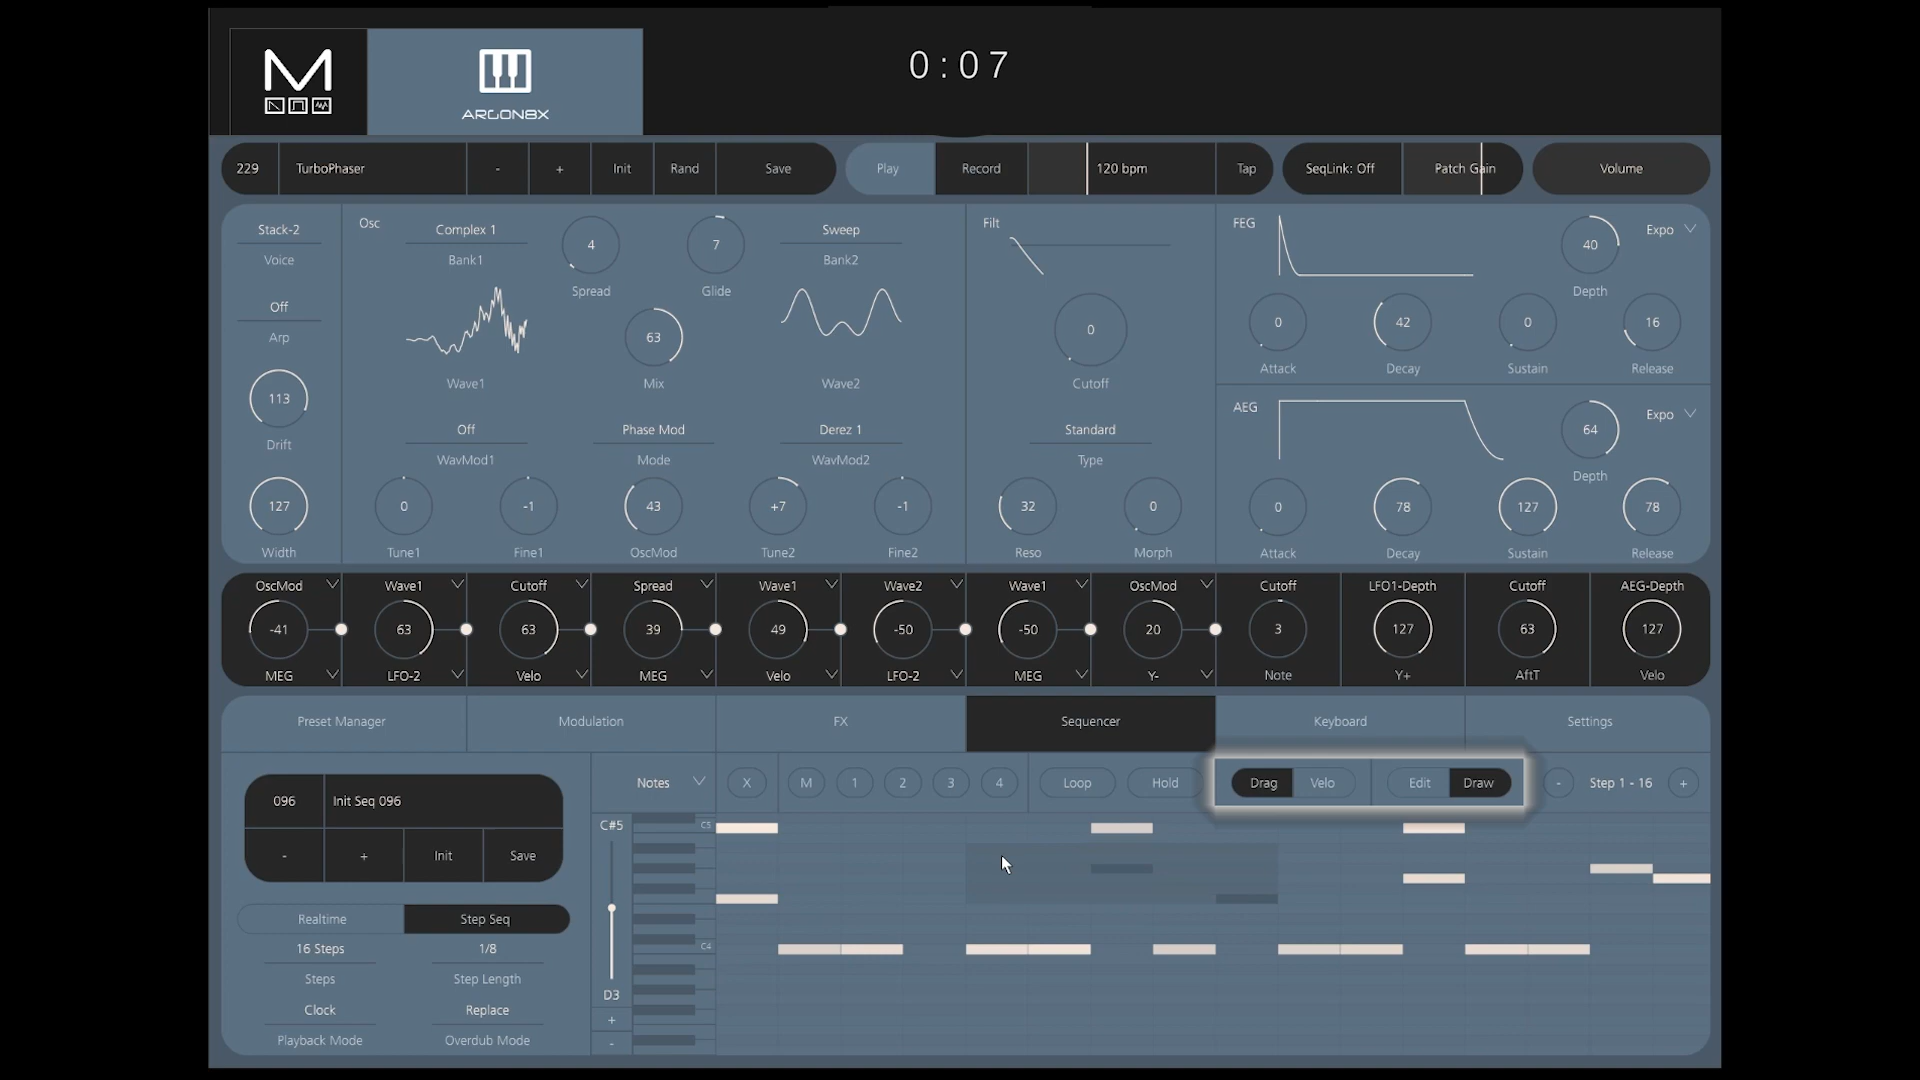 0:07
M
ARGON8X
229 TurboPhaser - + Init Rand Save Play Record 120 bpm Tap SeqLink: Off Patch Gain Volume
Stack-2
Voice
Off
Arp
113
Drift
127
Width
Osc
Complex 1
Bank1
4
Spread
7
Glide
Sweep
Bank2
63
Wave1 Mix Wave2
Off Phase Mod Derez 1
WavMod1 Mode WavMod2
0 -1 43 +7 -1
Tune1 Fine1 OscMod Tune2 Fine2
Filt
0
Cutoff
Standard
Type
32 0
Reso Morph
FEG
40
Depth
Expo
0 42 0 16
Attack Decay Sustain Release
AEG
64
Depth
Expo
0 78 127 78
Attack Decay Sustain Release
OscMod Wave1 Cutoff Spread Wave1 Wave2 Wave1 OscMod Cutoff LFO1-Depth Cutoff AEG-Depth
-41 63 63 39 49 -50 -50 20 3 127 63 127
MEG LFO-2 Velo MEG Velo LFO-2 MEG Y- Note Y+ AftT Velo
Preset Manager Modulation FX Sequencer Keyboard Settings
096 Init Seq 096
- + Init Save
Realtime Step Seq
16 Steps 1/8
Steps Step Length
Clock Replace
Playback Mode Overdub Mode
Notes X M 1 2 3 4 Loop Hold Drag Velo Edit Draw - Step 1 - 16 +
C#5 C5
C4
D3
+
-